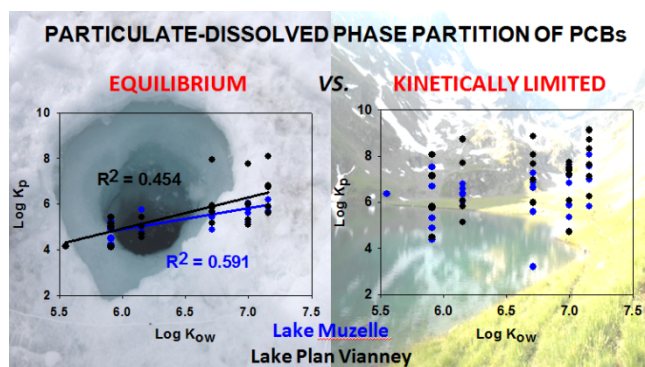 PARTICULATE-DISSOLVED PHASE PARTITION OF PCBs
EQUILIBRIUM VS. KINETICALLY LIMITED
10
8
6
4
2
Log Kp
R2 = 0.454
R2 = 0.591
5.5 6.0 6.5 7.0 7.5
Log KOW
10
8
6
4
2
Log Kp
5.5 6.0 6.5 7.0 7.5
Log KOW
Lake Muzelle
Lake Plan Vianney